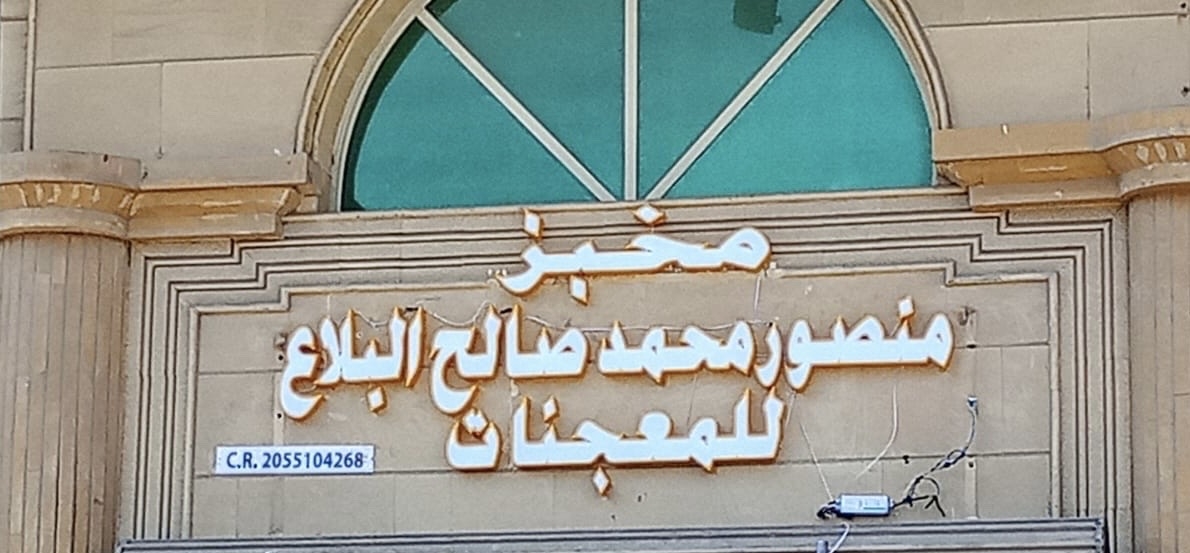 مخبز
منصور محمد صالح البلاع
للمعجنات
C.R. 2055104268